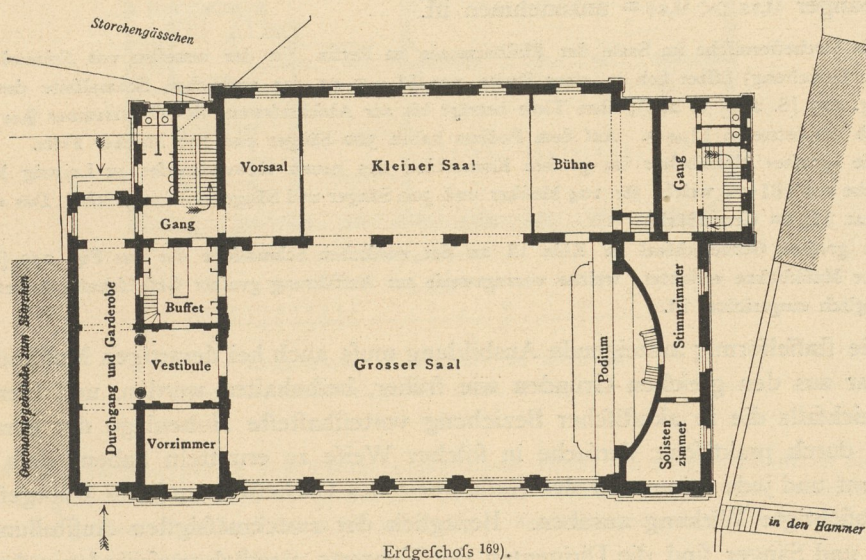 Storchengässchen
Vorsaal
Kleiner Saal
Bühne
Gang
Gang
Oeconomiegebäude zum Storchen
Durchgang und Garderobe
Buffet
Vestibule
Vorzimmer
Grosser Saal
Podium
Stimmzimmer
Solisten
zimmer
in den Hammer
Erdgeſchoſs 169).